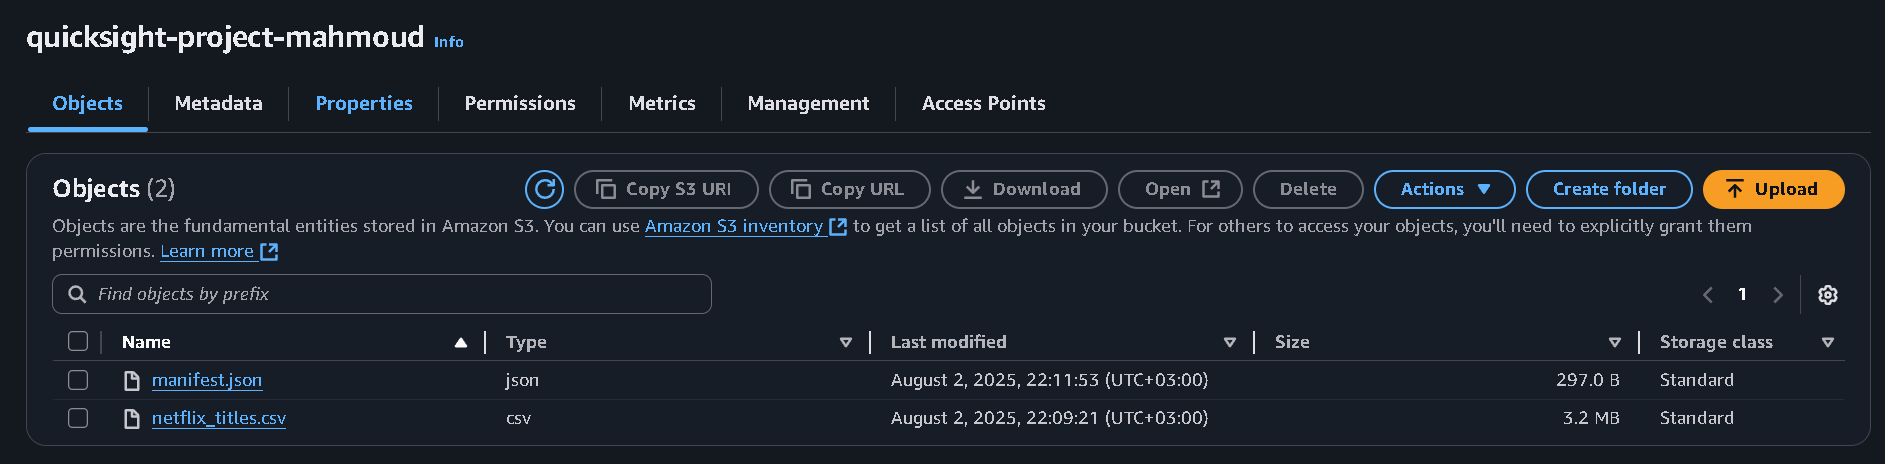 quicksight-project-mahmoud Info
Objects Metadata Properties Permissions Metrics Management Access Points
Objects (2) Copy S3 URI Copy URL Download Open Delete Actions Create folder Upload
Objects are the fundamental entities stored in Amazon S3. You can use Amazon S3 inventory to get a list of all objects in your bucket. For others to access your objects, you'll need to explicitly grant them
permissions. Learn more
Find objects by prefix 1
Name Type Last modified Size Storage class
manifest.json json August 2, 2025, 22:11:53 (UTC+03:00) 297.0 B Standard
netflix_titles.csv csv August 2, 2025, 22:09:21 (UTC+03:00) 3.2 MB Standard